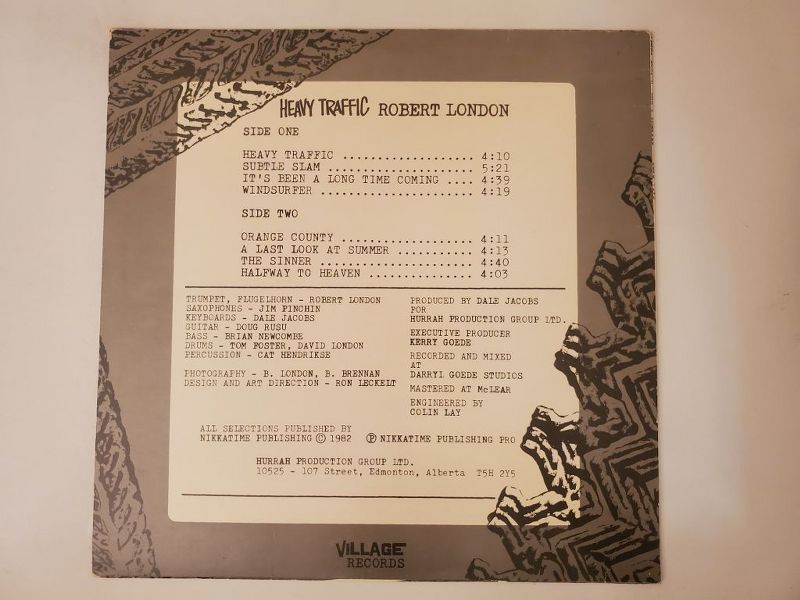 HEAVY TRAFFIC ROBERT LONDON
SIDE ONE
HEAVY TRAFFIC ................... 4:10
SUBTLE SLAM ..................... 5:21
IT'S BEEN A LONG TIME COMING .... 4:39
WINDSURFER ...................... 4:19
SIDE TWO
ORANGE COUNTY ................... 4:11
A LAST LOOK AT SUMMER ........... 4:13
THE SINNER ...................... 4:40
HALFWAY TO HEAVEN ............... 4:03
TRUMPET, FLUGELHORN - ROBERT LONDON
SAXOPHONES - JIM PINCHIN
KEYBOARDS - DALE JACOBS
GUITAR - DOUG RUSU
BASS - BRIAN NEWCOMBE
DRUMS - TOM FOSTER, DAVID LONDON
PERCUSSION - CAT HENDRIKSE
PHOTOGRAPHY - B. LONDON, B. BRENNAN
DESIGN AND ART DIRECTION - RON LECKELT
PRODUCED BY DALE JACOBS
FOR
HURRAH PRODUCTION GROUP LTD.
EXECUTIVE PRODUCER
KERRY GOEDE
RECORDED AND MIXED
AT
DARRYL GOEDE STUDIOS
MASTERED AT McLEAR
ENGINEERED BY
COLIN LAY
ALL SELECTIONS PUBLISHED BY
NIKKATIME PUBLISHING © 1982 ℗ NIKKATIME PUBLISHING PRO
HURRAH PRODUCTION GROUP LTD.
10525 - 107 Street, Edmonton, Alberta T5H 2Y5
VILLAGE
RECORDS